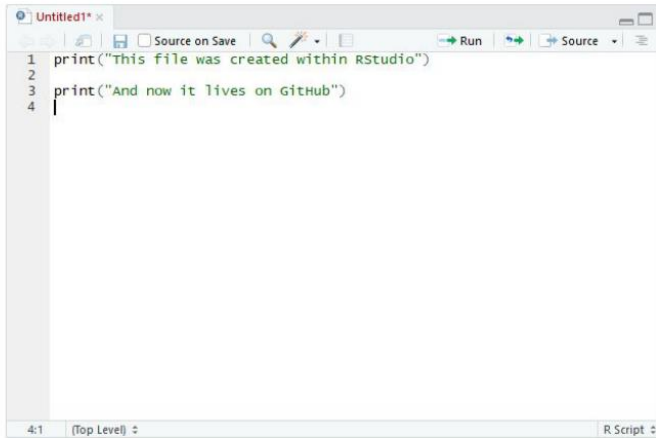 Untitled1* ×
Source on Save Run Source
1 print("This file was created within RStudio")
2
3 print("And now it lives on GitHub")
4
4:1 (Top Level) R Script